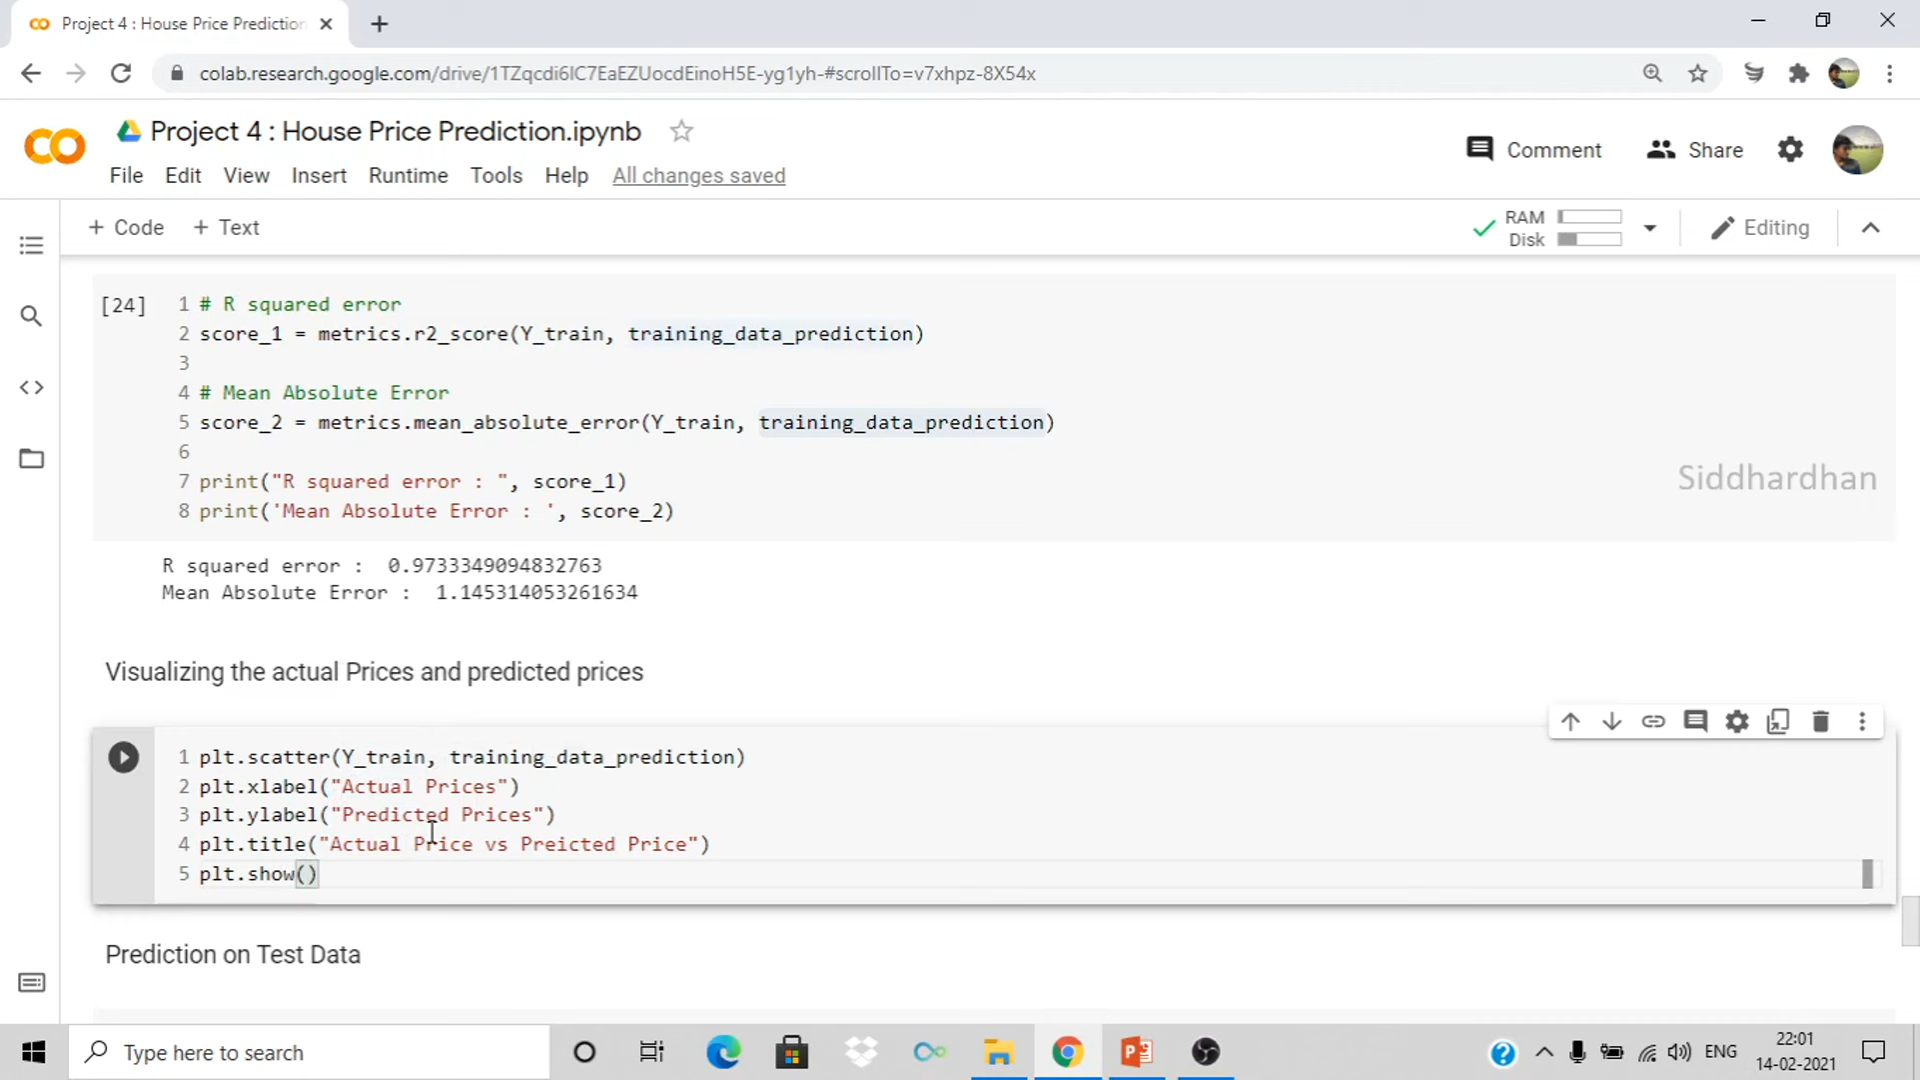 Project 4 : House Price Prediction
colab.research.google.com/drive/1TZqcdi6IC7EaEZUocdEinoH5E-yg1yh-#scrollTo=v7xhpz-8X54x
Project 4 : House Price Prediction.ipynb
Comment
Share
File Edit View Insert Runtime Tools Help All changes saved
+ Code + Text
RAM
Disk
Editing
[24]
1 # R squared error
2 score_1 = metrics.r2_score(Y_train, training_data_prediction)
3
4 # Mean Absolute Error
5 score_2 = metrics.mean_absolute_error(Y_train, training_data_prediction)
6
7 print("R squared error : ", score_1)
8 print('Mean Absolute Error : ', score_2)
Siddhardhan
R squared error :  0.9733349094832763
Mean Absolute Error :  1.145314053261634
Visualizing the actual Prices and predicted prices
1 plt.scatter(Y_train, training_data_prediction)
2 plt.xlabel("Actual Prices")
3 plt.ylabel("Predicted Prices")
4 plt.title("Actual Price vs Preicted Price")
5 plt.show()
Prediction on Test Data
Type here to search
ENG
22:01
14-02-2021